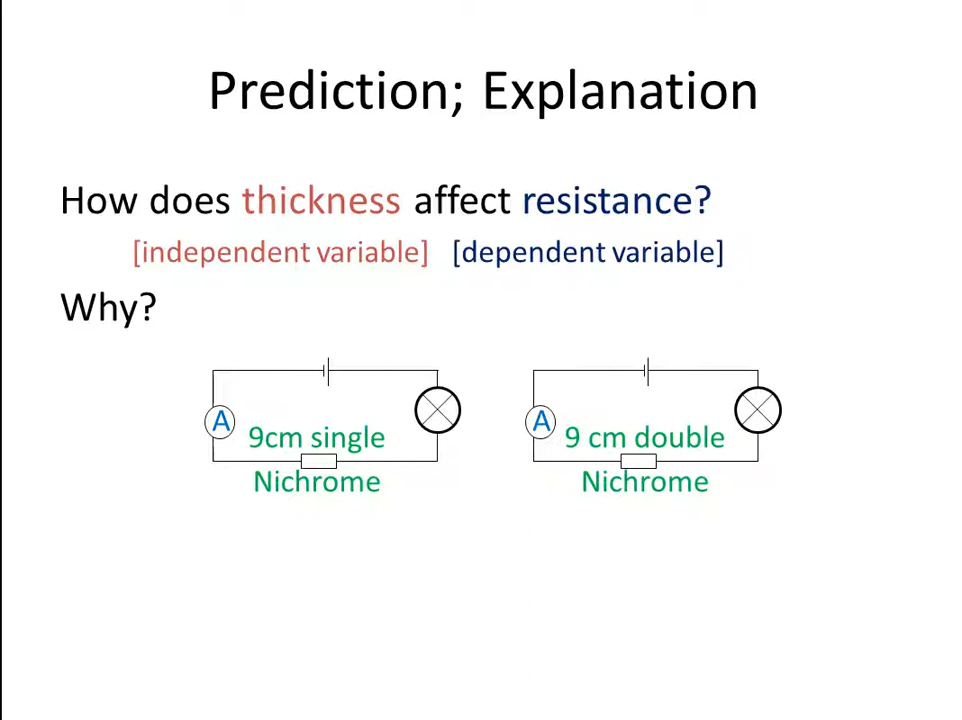 Prediction; Explanation
How does thickness affect resistance?
[independent variable] [dependent variable]
Why?
A 9cm single
Nichrome
A 9 cm double
Nichrome